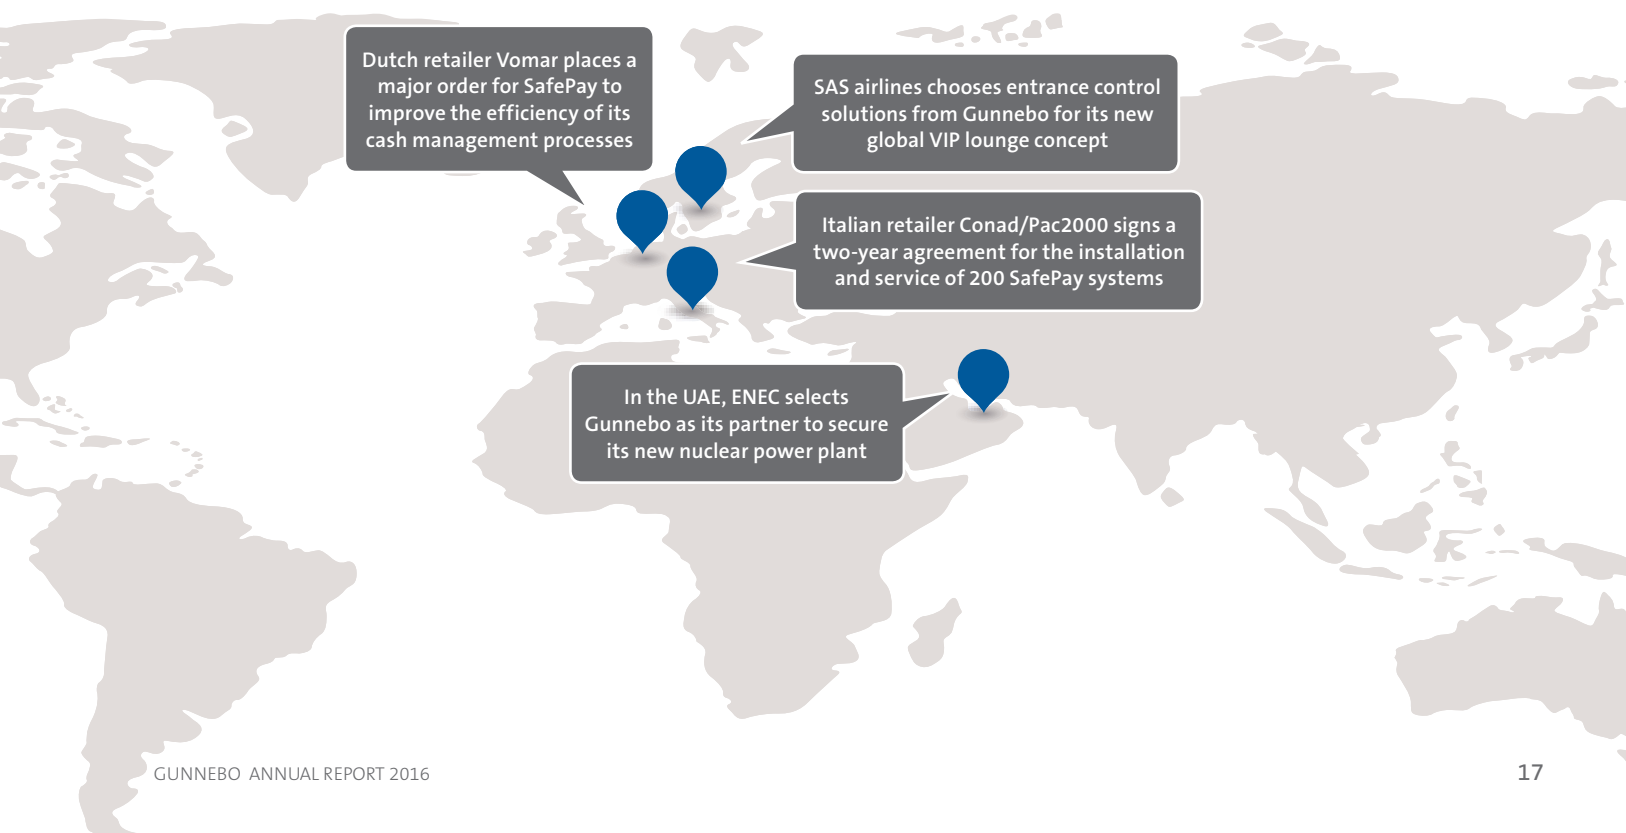 Dutch retailer Vomar places a
major order for SafePay to
improve the efficiency of its
cash management processes
SAS airlines chooses entrance control
solutions from Gunnebo for its new
global VIP lounge concept
Italian retailer Conad/Pac2000 signs a
two-year agreement for the installation
and service of 200 SafePay systems
In the UAE, ENEC selects
Gunnebo as its partner to secure
its new nuclear power plant
GUNNEBO ANNUAL REPORT 2016
17